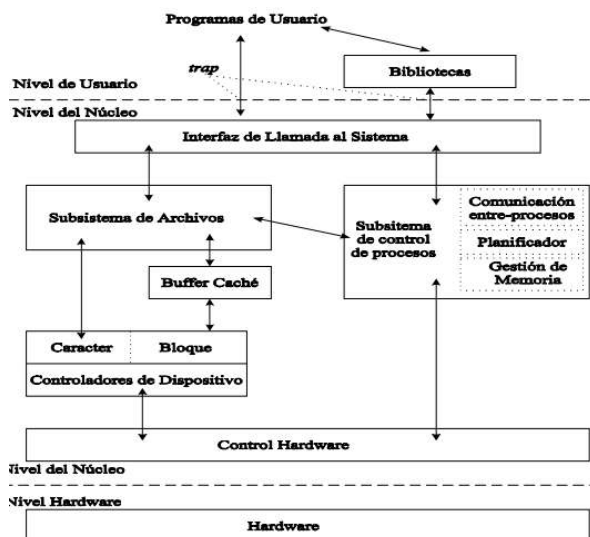 Programas de Usuario
trap
Bibliotecas
Nivel de Usuario
Nivel del Núcleo
Interfaz de Llamada al Sistema
Subsistema de Archivos
Subsitema
de control
de procesos
Comunicación
entre-procesos
Planificador
Gestión de
Memoria
Buffer Caché
Caracter
Bloque
Controladores de Dispositivo
Control Hardware
Nivel del Núcleo
Nivel Hardware
Hardware